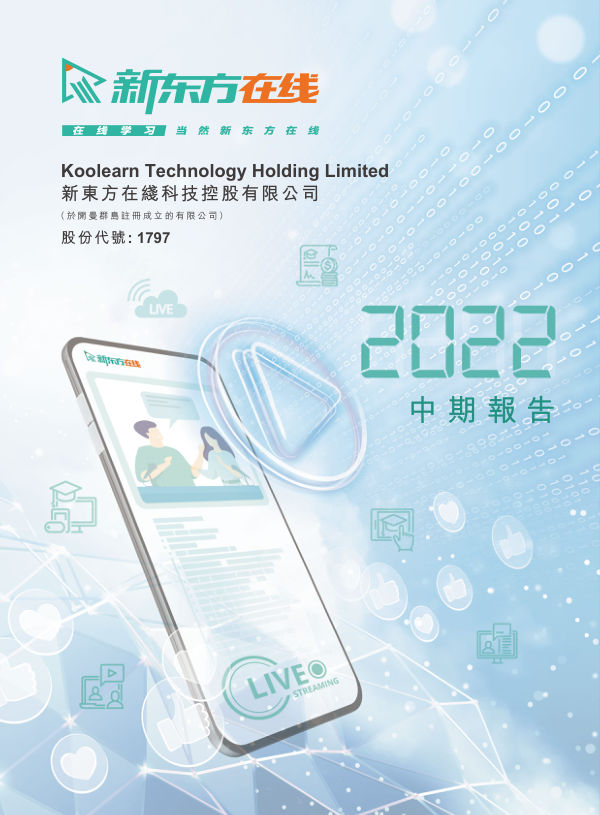 新东方在线
在线学习 当然新东方在线
Koolearn Technology Holding Limited
新東方在綫科技控股有限公司
（於開曼群島註冊成立的有限公司）
股份代號：1797
LIVE
2022
中期報告
新东方在线
LIVE
STREAMING